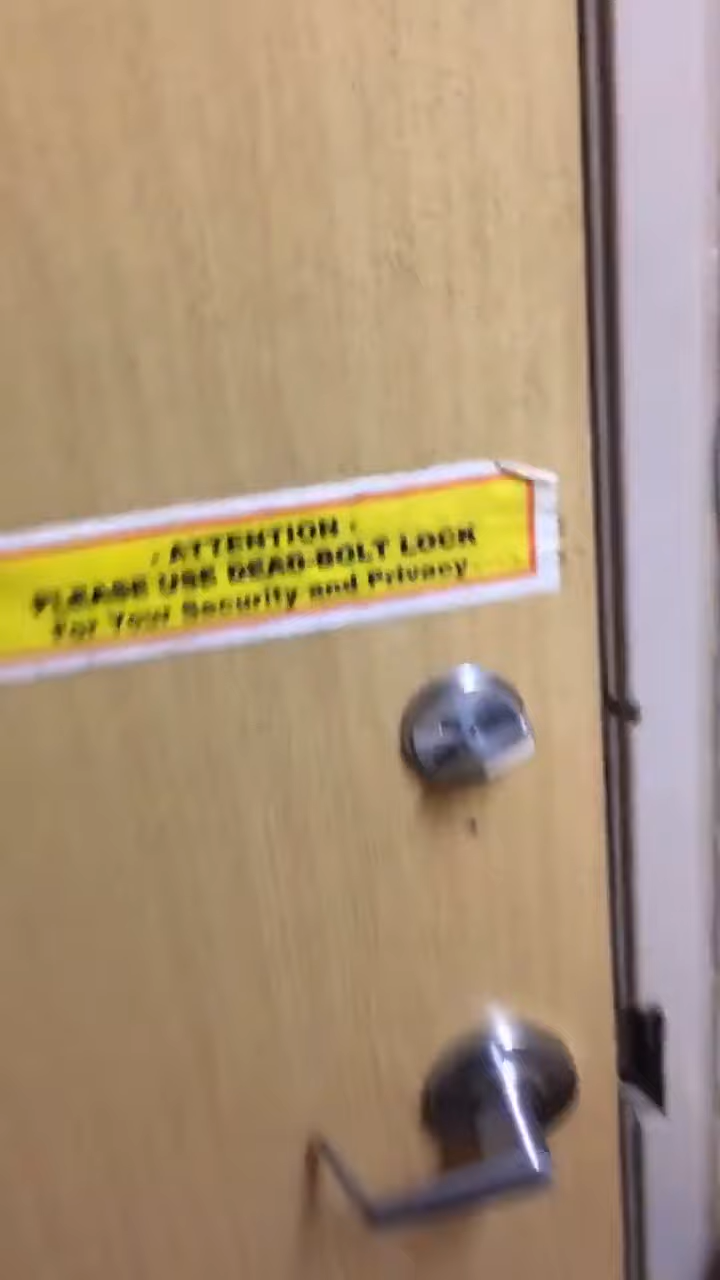 - ATTENTION -
PLEASE USE DEAD-BOLT LOCK
For Your Security and Privacy